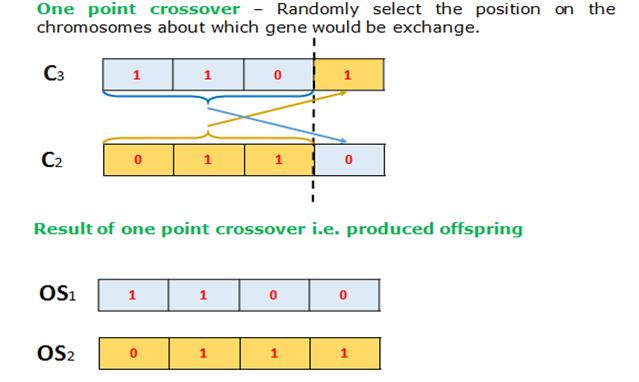 One point crossover – Randomly select the position on the
chromosomes about which gene would be exchange.
C3 1 1 0 1
C2 0 1 1 0
Result of one point crossover i.e. produced offspring
OS1 1 1 0 0
OS2 0 1 1 1